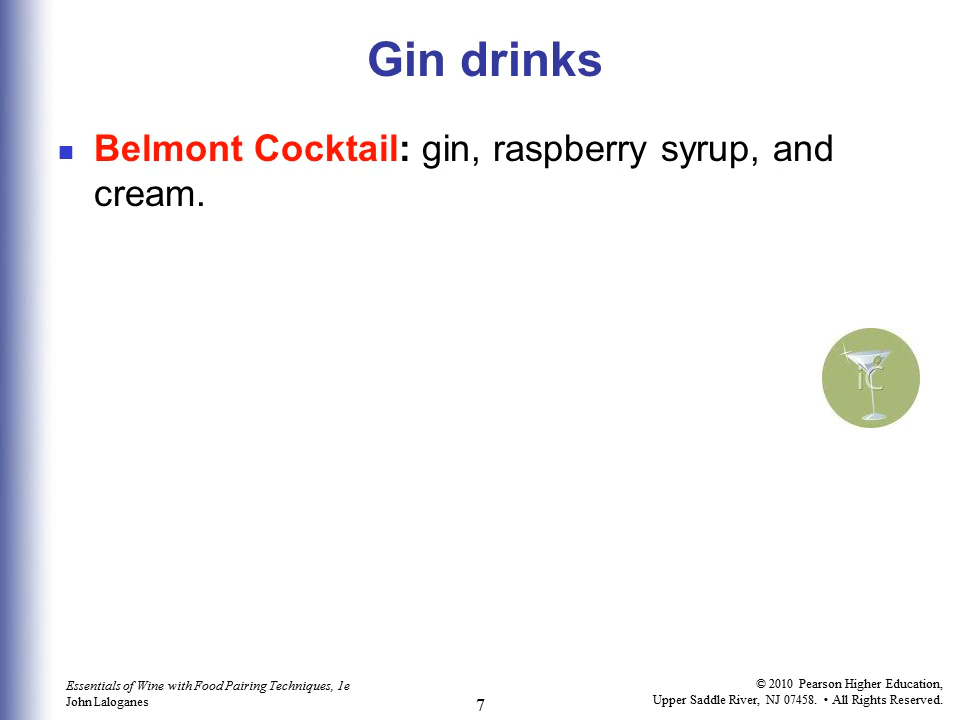 Gin drinks
Belmont Cocktail: gin, raspberry syrup, and
cream.
iC
Essentials of Wine with Food Pairing Techniques, 1e
John Laloganes
7
© 2010 Pearson Higher Education,
Upper Saddle River, NJ 07458. • All Rights Reserved.